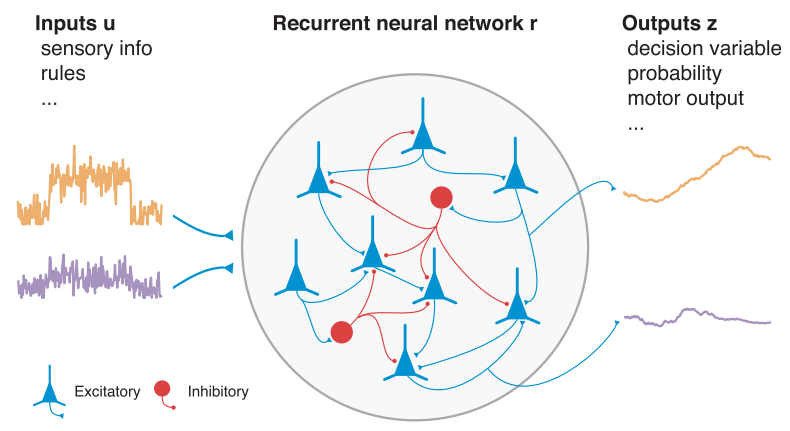 Inputs u
sensory info
rules
...
Recurrent neural network r
Outputs z
decision variable
probability
motor output
...
Excitatory
Inhibitory